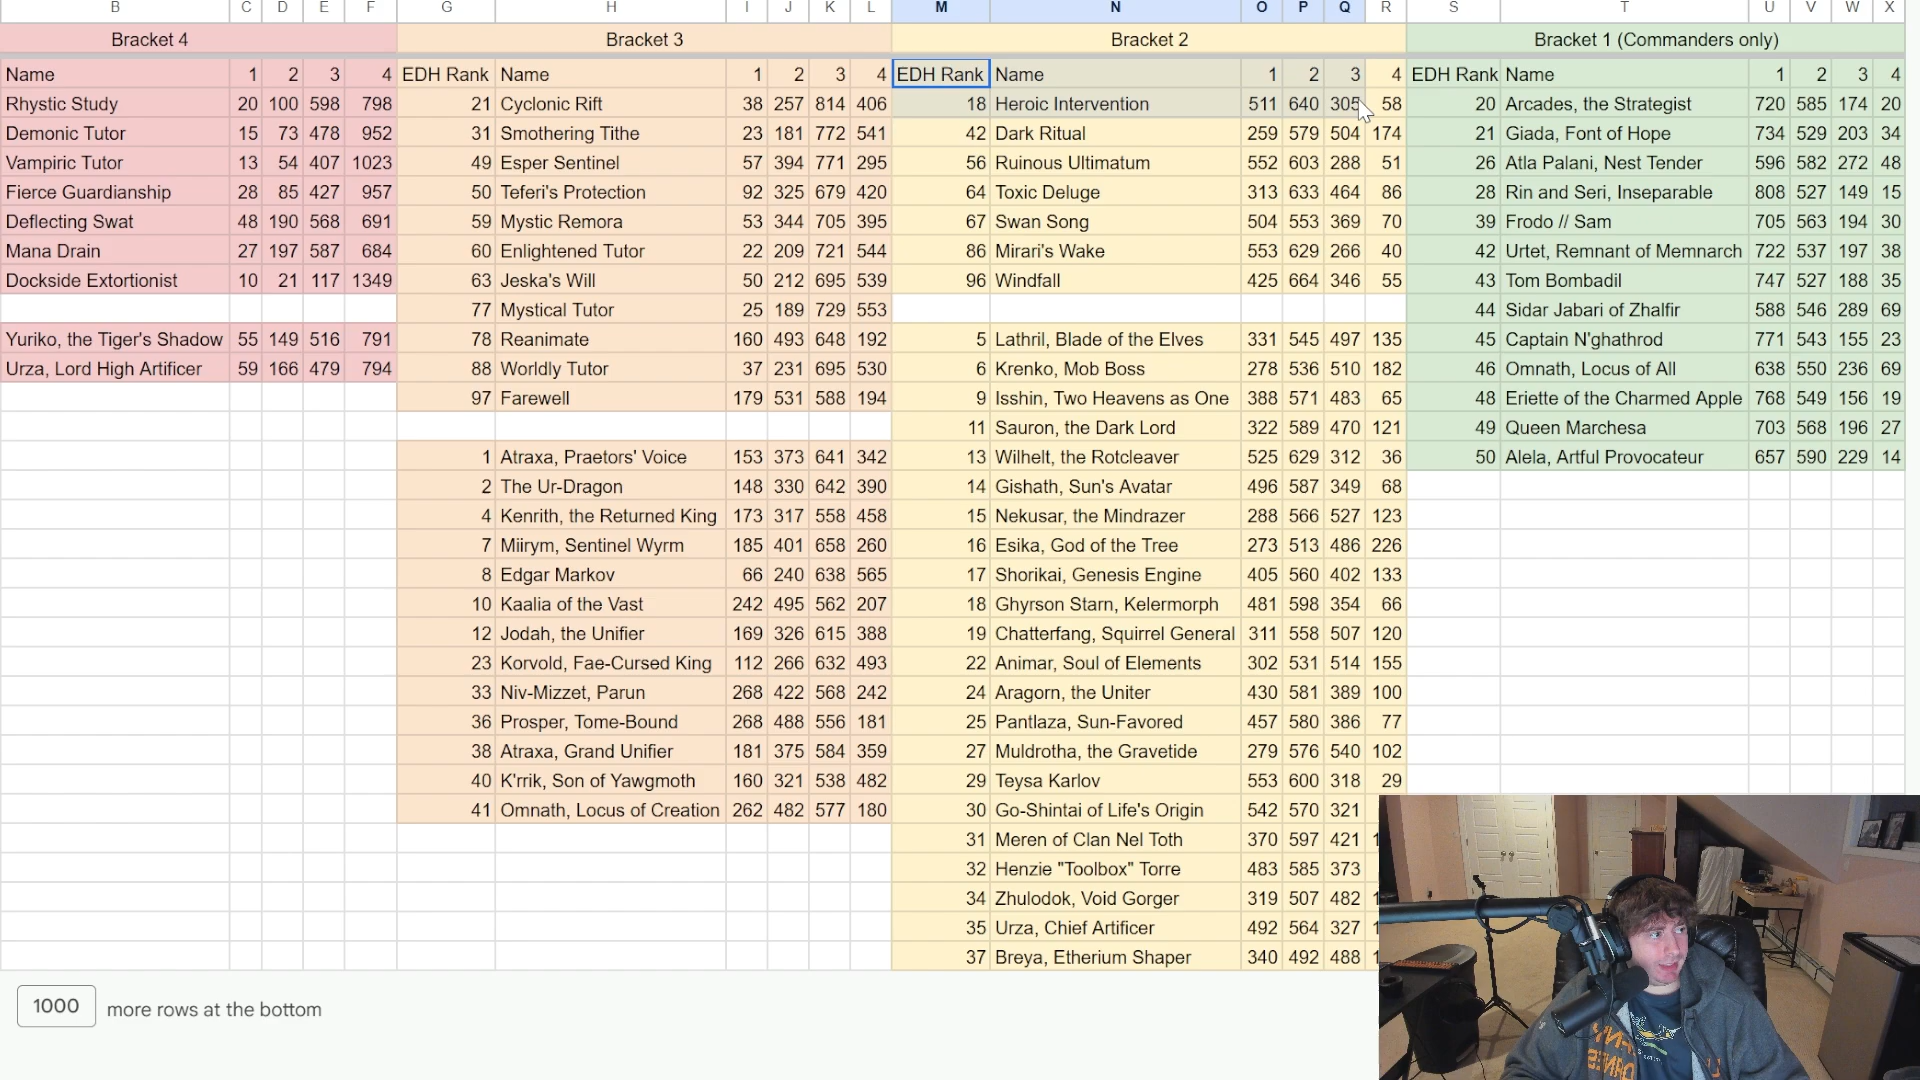 B C D E F G H I J K L M N O P Q R S T U V W X
Bracket 4 Bracket 3 Bracket 2 Bracket 1 (Commanders only)
Name 1 2 3 4 EDH Rank Name 1 2 3 4 EDH Rank Name 1 2 3 4 EDH Rank Name 1 2 3 4
Rhystic Study 20 100 598 798 21 Cyclonic Rift 38 257 814 406 18 Heroic Intervention 511 640 305 58 20 Arcades, the Strategist 720 585 174 20
Demonic Tutor 15 73 478 952 31 Smothering Tithe 23 181 772 541 42 Dark Ritual 259 579 504 174 21 Giada, Font of Hope 734 529 203 34
Vampiric Tutor 13 54 407 1023 49 Esper Sentinel 57 394 771 295 56 Ruinous Ultimatum 552 603 288 51 26 Atla Palani, Nest Tender 596 582 272 48
Fierce Guardianship 28 85 427 957 50 Teferi's Protection 92 325 679 420 64 Toxic Deluge 313 633 464 86 28 Rin and Seri, Inseparable 808 527 149 15
Deflecting Swat 48 190 568 691 59 Mystic Remora 53 344 705 395 67 Swan Song 504 553 369 70 39 Frodo // Sam 705 563 194 30
Mana Drain 27 197 587 684 60 Enlightened Tutor 22 209 721 544 86 Mirari's Wake 553 629 266 40 42 Urtet, Remnant of Memnarch 722 537 197 38
Dockside Extortionist 10 21 117 1349 63 Jeska's Will 50 212 695 539 96 Windfall 425 664 346 55 43 Tom Bombadil 747 527 188 35
77 Mystical Tutor 25 189 729 553 44 Sidar Jabari of Zhalfir 588 546 289 69
Yuriko, the Tiger's Shadow 55 149 516 791 78 Reanimate 160 493 648 192 5 Lathril, Blade of the Elves 331 545 497 135 45 Captain N'ghathrod 771 543 155 23
Urza, Lord High Artificer 59 166 479 794 88 Worldly Tutor 37 231 695 530 6 Krenko, Mob Boss 278 536 510 182 46 Omnath, Locus of All 638 550 236 69
97 Farewell 179 531 588 194 9 Isshin, Two Heavens as One 388 571 483 65 48 Eriette of the Charmed Apple 768 549 156 19
11 Sauron, the Dark Lord 322 589 470 121 49 Queen Marchesa 703 568 196 27
1 Atraxa, Praetors' Voice 153 373 641 342 13 Wilhelt, the Rotcleaver 525 629 312 36 50 Alela, Artful Provocateur 657 590 229 14
2 The Ur-Dragon 148 330 642 390 14 Gishath, Sun's Avatar 496 587 349 68
4 Kenrith, the Returned King 173 317 558 458 15 Nekusar, the Mindrazer 288 566 527 123
7 Miirym, Sentinel Wyrm 185 401 658 260 16 Esika, God of the Tree 273 513 486 226
8 Edgar Markov 66 240 638 565 17 Shorikai, Genesis Engine 405 560 402 133
10 Kaalia of the Vast 242 495 562 207 18 Ghyrson Starn, Kelermorph 481 598 354 66
12 Jodah, the Unifier 169 326 615 388 19 Chatterfang, Squirrel General 311 558 507 120
23 Korvold, Fae-Cursed King 112 266 632 493 22 Animar, Soul of Elements 302 531 514 155
33 Niv-Mizzet, Parun 268 422 568 242 24 Aragorn, the Uniter 430 581 389 100
36 Prosper, Tome-Bound 268 488 556 181 25 Pantlaza, Sun-Favored 457 580 386 77
38 Atraxa, Grand Unifier 181 375 584 359 27 Muldrotha, the Gravetide 279 576 540 102
40 K'rrik, Son of Yawgmoth 160 321 538 482 29 Teysa Karlov 553 600 318 29
41 Omnath, Locus of Creation 262 482 577 180 30 Go-Shintai of Life's Origin 542 570 321
31 Meren of Clan Nel Toth 370 597 421
32 Henzie "Toolbox" Torre 483 585 373
34 Zhulodok, Void Gorger 319 507 482
35 Urza, Chief Artificer 492 564 327
37 Breya, Etherium Shaper 340 492 488
1000 more rows at the bottom